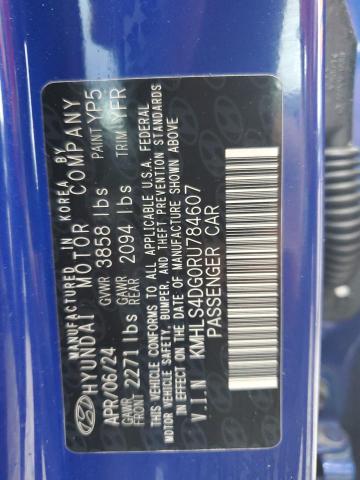 MANUFACTURED IN KOREA BY
HYUNDAI MOTOR COMPANY
APR/06/24 GVWR 3858 lbs PAINT YP5
GAWR FRONT 2271 lbs GAWR REAR 2094 lbs TRIM YFR
THIS VEHICLE CONFORMS TO ALL APPLICABLE U.S.A. FEDERAL
MOTOR VEHICLE SAFETY, BUMPER, AND THEFT PREVENTION STANDARDS
IN EFFECT ON THE DATE OF MANUFACTURE SHOWN ABOVE
V.I.N KMHLS4DG0RU784607
PASSENGER CAR